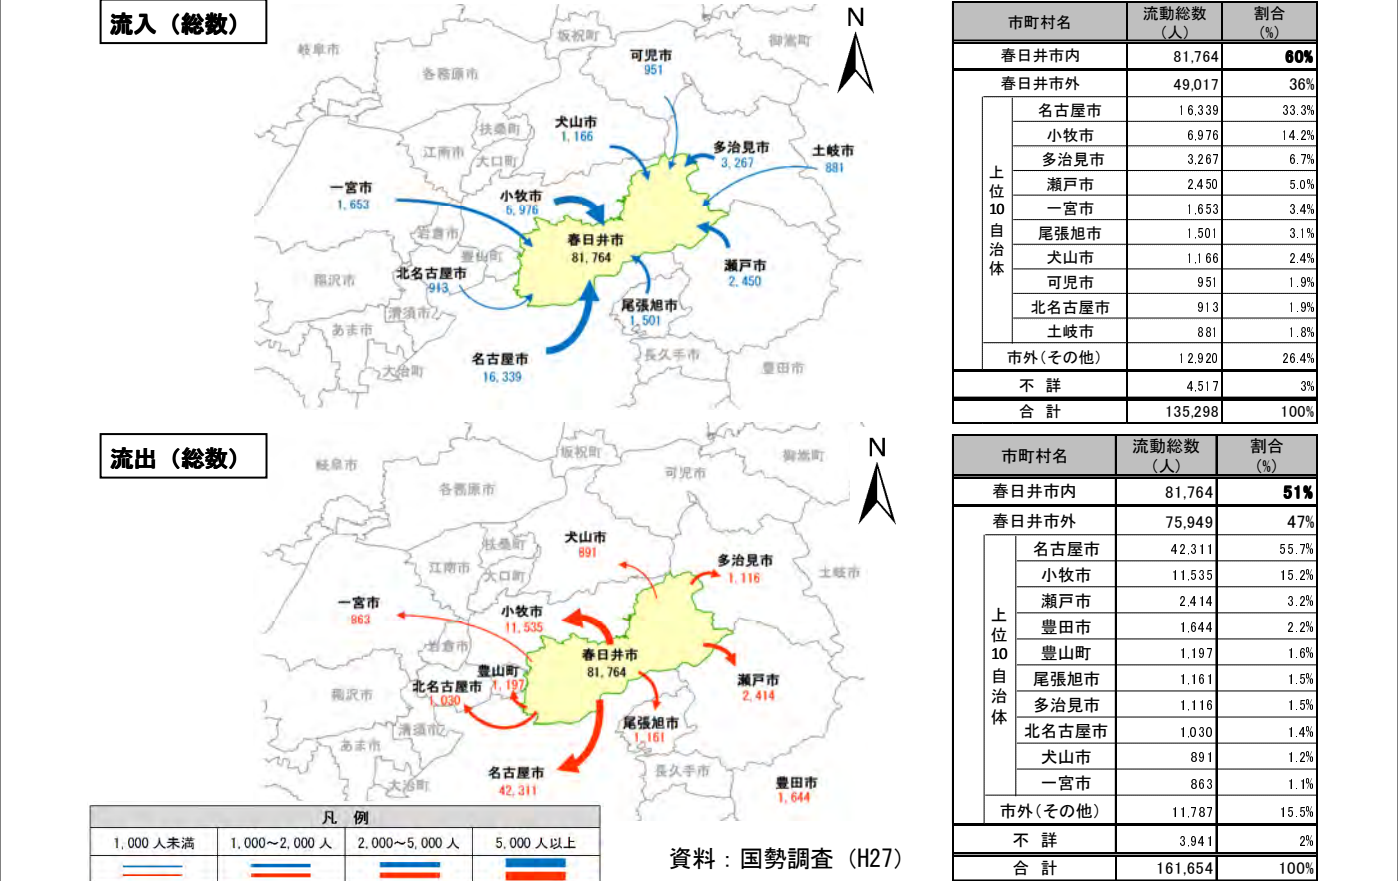 流入（総数）
岐阜市
各務原市
坂祝町
可児市
951
御嵩町
N
犬山市
1,166
扶桑町
江南市
大口町
多治見市
3,267
土岐市
881
一宮市
1,653
小牧市
6,976
岩倉市
春日井市
81,764
豊山町
北名古屋市
913
稲沢市
瀬戸市
2,450
尾張旭市
1,501
清須市
あま市
大治町
名古屋市
16,339
長久手市
豊田市
市町村名 流動総数（人） 割合(%)
春日井市内 81,764 60%
春日井市外 49,017 36%
上位10自治体
名古屋市 16,339 33.3%
小牧市 6,976 14.2%
多治見市 3,267 6.7%
瀬戸市 2,450 5.0%
一宮市 1,653 3.4%
尾張旭市 1,501 3.1%
犬山市 1,166 2.4%
可児市 951 1.9%
北名古屋市 913 1.9%
土岐市 881 1.8%
市外(その他) 12,920 26.4%
不 詳 4,517 3%
合 計 135,298 100%
流出（総数）
岐阜市
各務原市
坂祝町
可児市
御嵩町
N
犬山市
891
扶桑町
江南市
大口町
多治見市
1,116
土岐市
一宮市
863
小牧市
11,535
岩倉市
春日井市
81,764
豊山町
1,197
北名古屋市
1,030
稲沢市
瀬戸市
2,414
尾張旭市
1,161
清須市
あま市
大治町
名古屋市
42,311
長久手市
豊田市
1,644
市町村名 流動総数（人） 割合(%)
春日井市内 81,764 51%
春日井市外 75,949 47%
上位10自治体
名古屋市 42,311 55.7%
小牧市 11,535 15.2%
瀬戸市 2,414 3.2%
豊田市 1,644 2.2%
豊山町 1,197 1.6%
尾張旭市 1,161 1.5%
多治見市 1,116 1.5%
北名古屋市 1,030 1.4%
犬山市 891 1.2%
一宮市 863 1.1%
市外(その他) 11,787 15.5%
不 詳 3,941 2%
合 計 161,654 100%
凡 例
1,000 人未満 1,000～2,000 人 2,000～5,000 人 5,000 人以上
資料：国勢調査（H27）